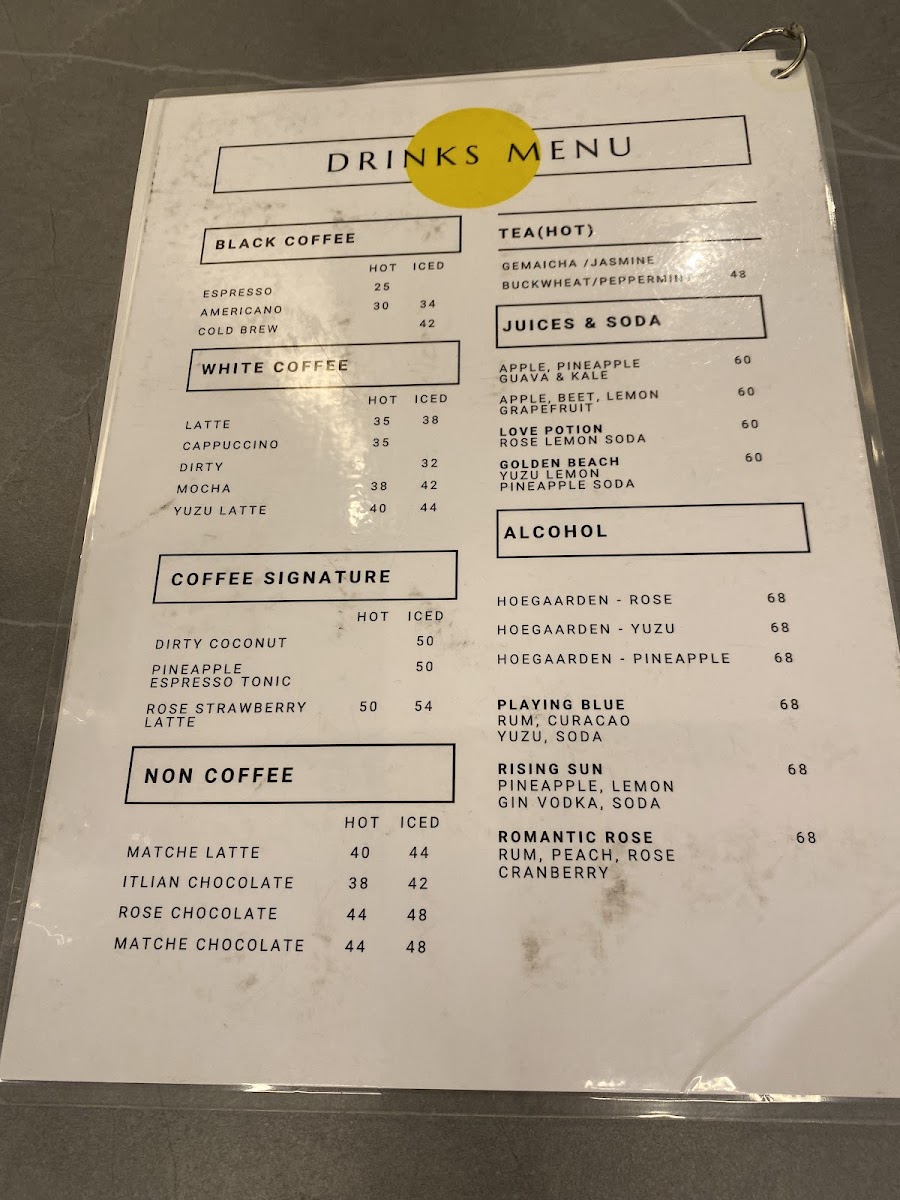 DRINKS MENU
BLACK COFFEE
HOT ICED
ESPRESSO 25
AMERICANO 30 34
COLD BREW 42
WHITE COFFEE
HOT ICED
LATTE 35 38
CAPPUCCINO 35
DIRTY 32
MOCHA 38 42
YUZU LATTE 40 44
COFFEE SIGNATURE
HOT ICED
DIRTY COCONUT 50
PINEAPPLE 50
ESPRESSO TONIC
ROSE STRAWBERRY 50 54
LATTE
NON COFFEE
HOT ICED
MATCHE LATTE 40 44
ITLIAN CHOCOLATE 38 42
ROSE CHOCOLATE 44 48
MATCHE CHOCOLATE 44 48
TEA(HOT)
GEMAICHA /JASMINE
BUCKWHEAT/PEPPERMINT 48
JUICES & SODA
APPLE, PINEAPPLE 60
GUAVA & KALE
APPLE, BEET, LEMON 60
GRAPEFRUIT
LOVE POTION 60
ROSE LEMON SODA
GOLDEN BEACH 60
YUZU LEMON
PINEAPPLE SODA
ALCOHOL
HOEGAARDEN - ROSE 68
HOEGAARDEN - YUZU 68
HOEGAARDEN - PINEAPPLE 68
PLAYING BLUE 68
RUM, CURACAO
YUZU, SODA
RISING SUN 68
PINEAPPLE, LEMON
GIN VODKA, SODA
ROMANTIC ROSE 68
RUM, PEACH, ROSE
CRANBERRY